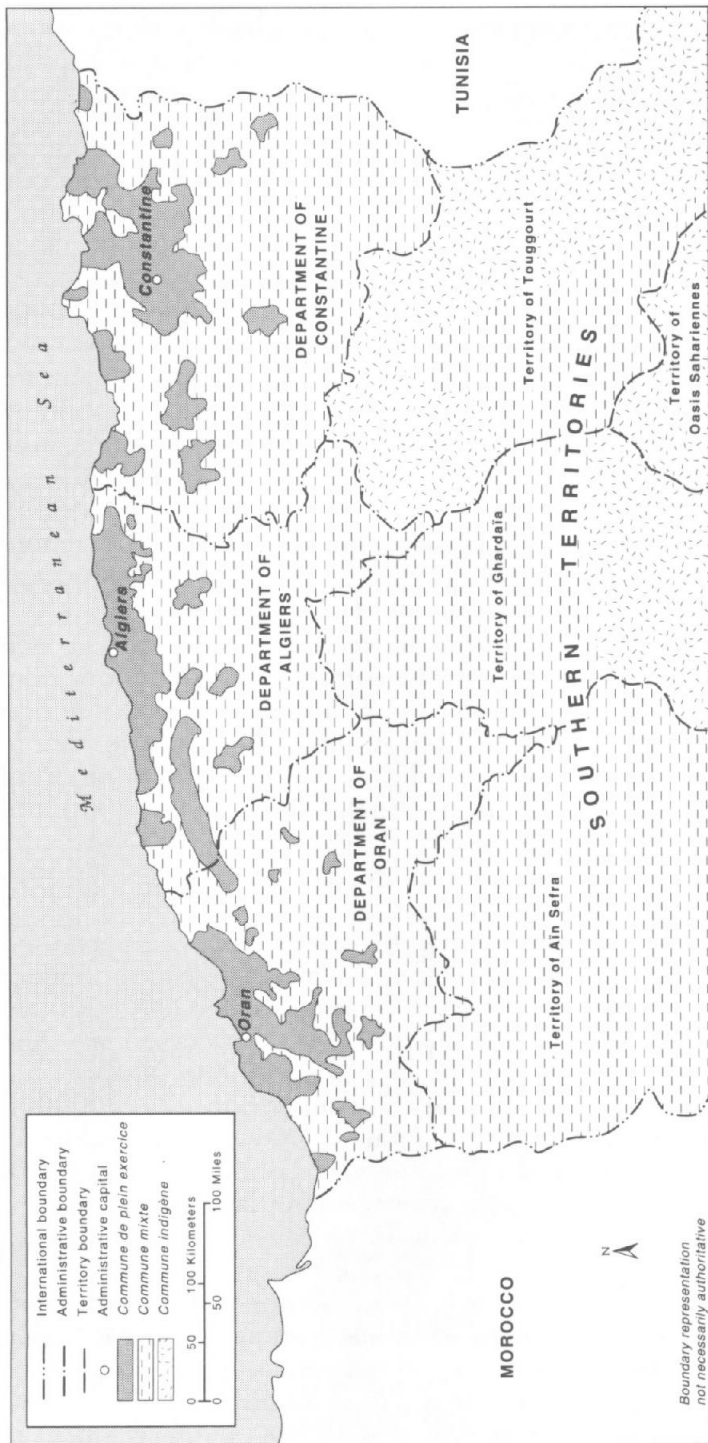 International boundary
Administrative boundary
Territory boundary
Administrative capital
Commune de plein exercice
Commune mixte
Commune indigène
0 50 100 Kilometers
0 50 100 Miles
Mediterranean Sea
Oran
Algiers
Constantine
DEPARTMENT OF
ORAN
DEPARTMENT OF
ALGIERS
DEPARTMENT OF
CONSTANTINE
TUNISIA
MOROCCO
Territory of Aïn Sefra
Territory of Ghardaïa
Territory of Touggourt
Territory of
Oasis Sahariennes
SOUTHERN TERRITORIES
N
Boundary representation
not necessarily authoritative